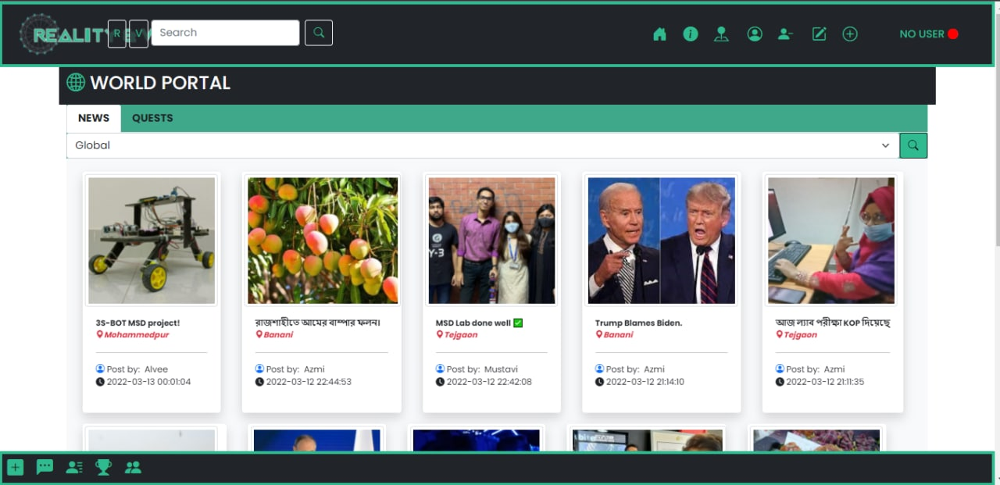 REALITY
R
V
Search
NO USER
WORLD PORTAL
NEWS
QUESTS
Global
3S-BOT MSD project!
Mohammedpur
Post by: Alvee
2022-03-13 00:01:04
রাজশাহীতে আমের বাম্পার ফলন।
Banani
Post by: Azmi
2022-03-12 22:44:53
Y-3
MSD Lab done well ✅
Tejgaon
Post by: Mustavi
2022-03-12 22:42:08
Trump Blames Biden.
Banani
Post by: Azmi
2022-03-12 21:14:10
আজ ল্যাব পরীক্ষা KOP দিয়েছে
Tejgaon
Post by: Azmi
2022-03-12 21:11:35